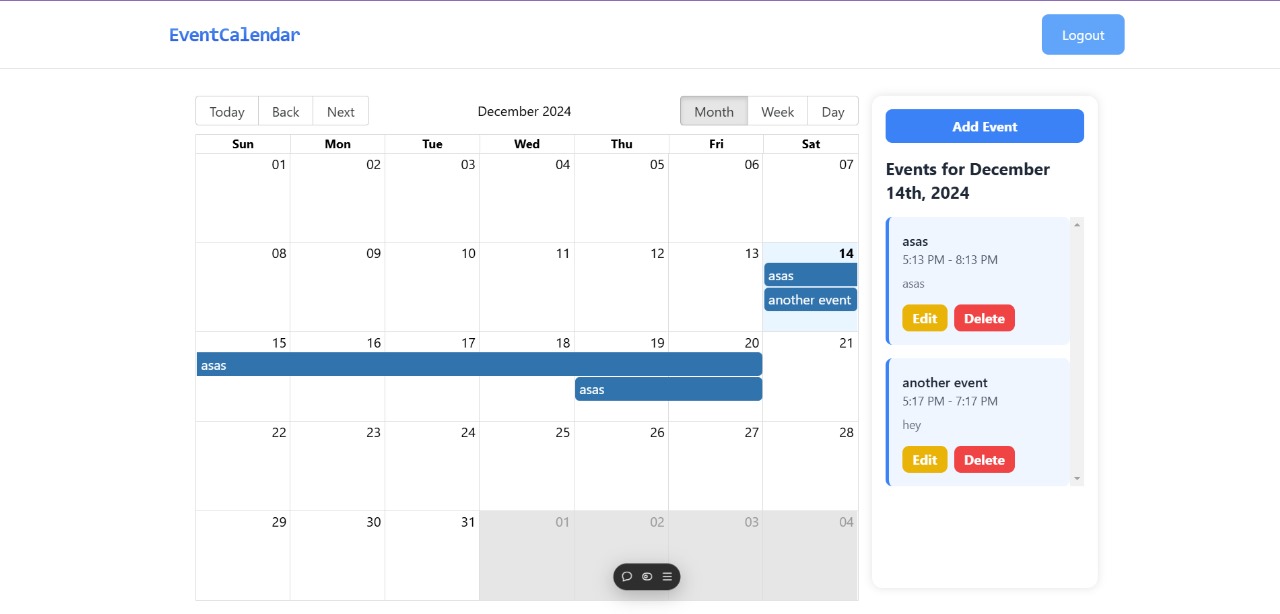 EventCalendar
Logout
Today Back Next
December 2024
Month Week Day
Sun Mon Tue Wed Thu Fri Sat
01 02 03 04 05 06 07
08 09 10 11 12 13 14
asas
another event
15 16 17 18 19 20 21
asas
asas
22 23 24 25 26 27 28
29 30 31 01 02 03 04
Add Event
Events for December
14th, 2024
asas
5:13 PM - 8:13 PM
asas
Edit Delete
another event
5:17 PM - 7:17 PM
hey
Edit Delete